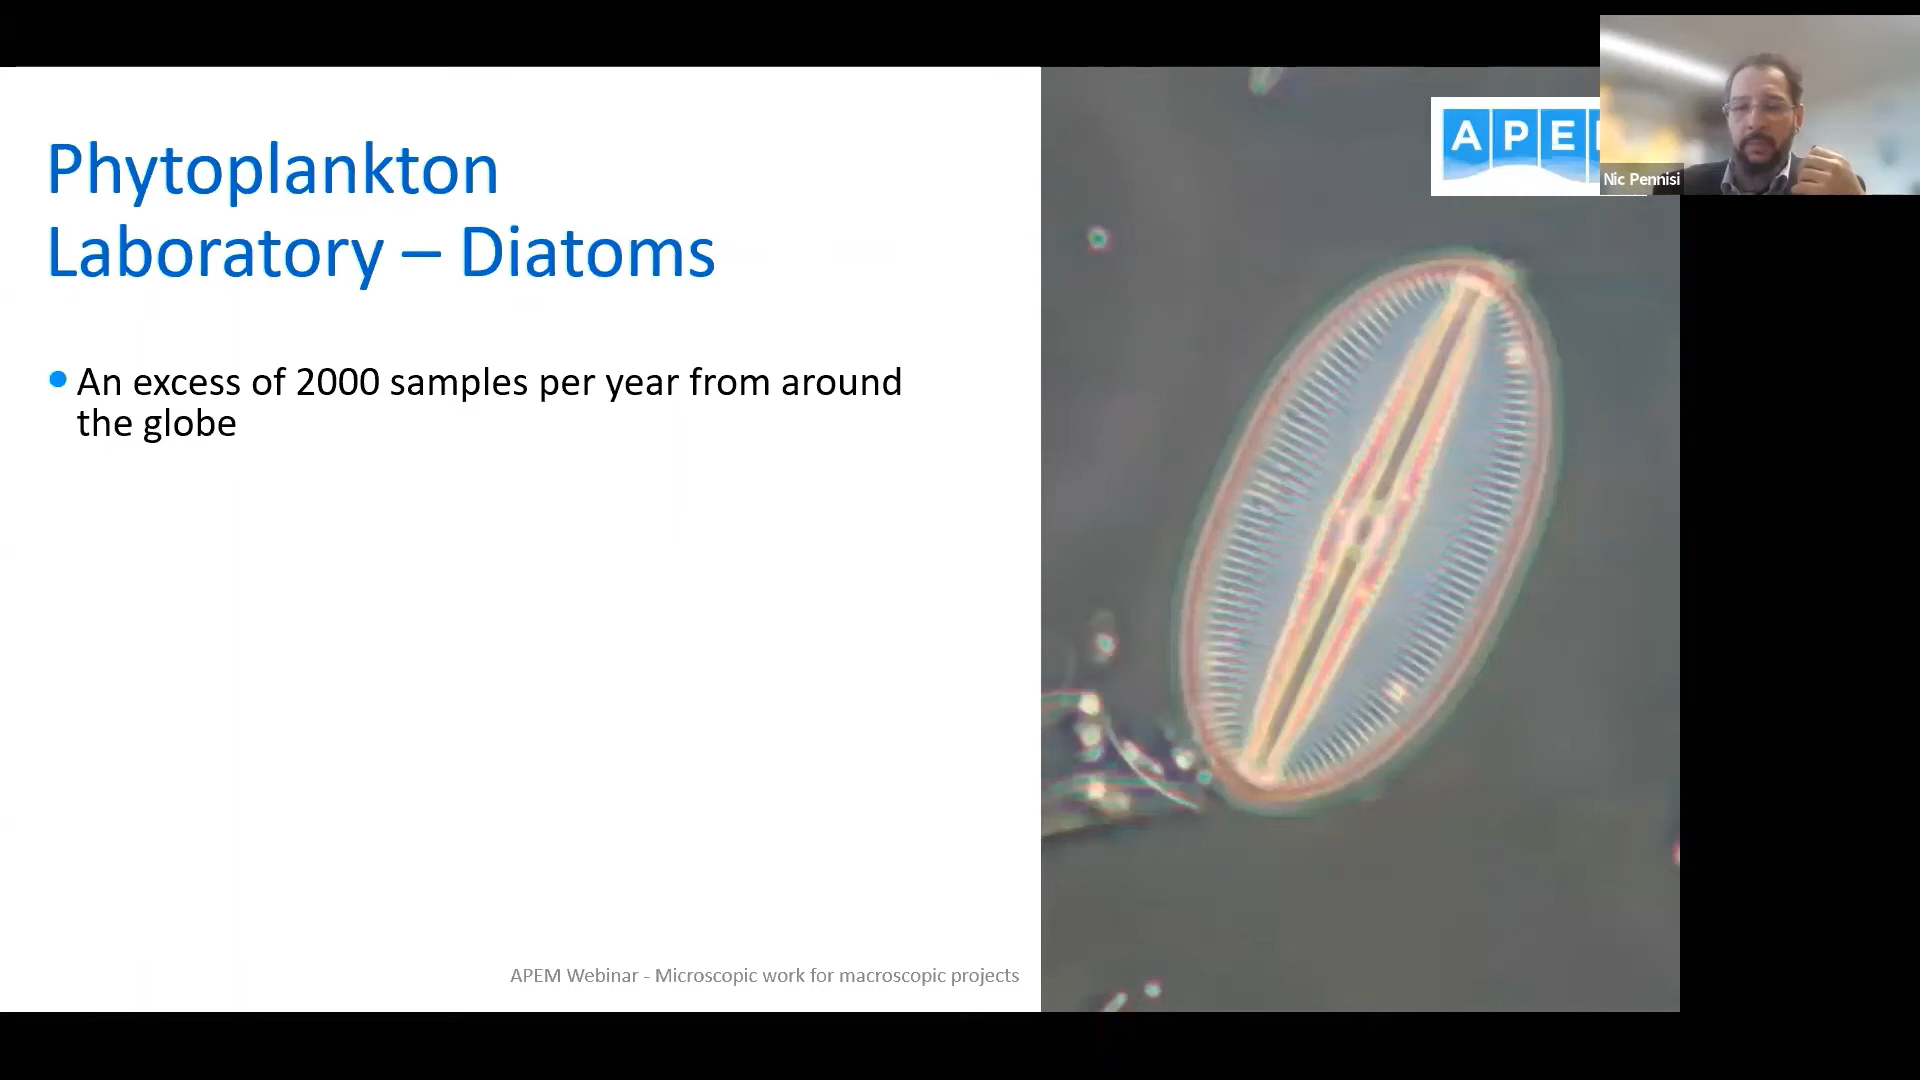 Phytoplankton
Laboratory – Diatoms
An excess of 2000 samples per year from around
the globe
APEM Webinar - Microscopic work for macroscopic projects
APE
Nic Pennisi